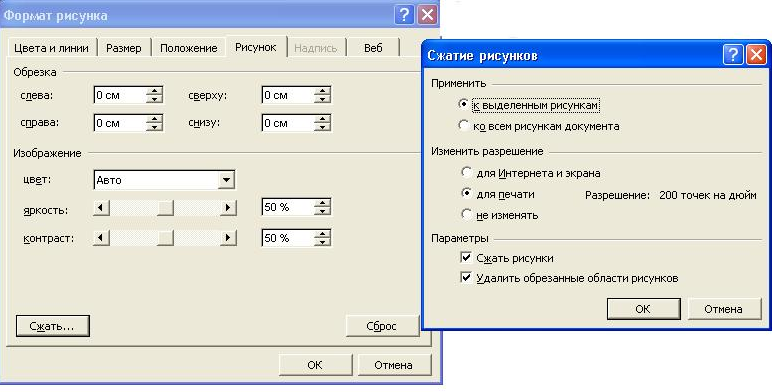 Формат рисунка
Цвета и линии Размер Положение Рисунок Надпись Веб
Обрезка
слева: 0 см сверху: 0 см
справа: 0 см снизу: 0 см
Изображение
цвет: Авто
яркость: 50 %
контраст: 50 %
Сжать... Сброс
ОК Отмена
Сжатие рисунков
Применить
к выделенным рисункам
ко всем рисункам документа
Изменить разрешение
для Интернета и экрана
для печати Разрешение: 200 точек на дюйм
не изменять
Параметры
Сжать рисунки
Удалить обрезанные области рисунков
ОК Отмена